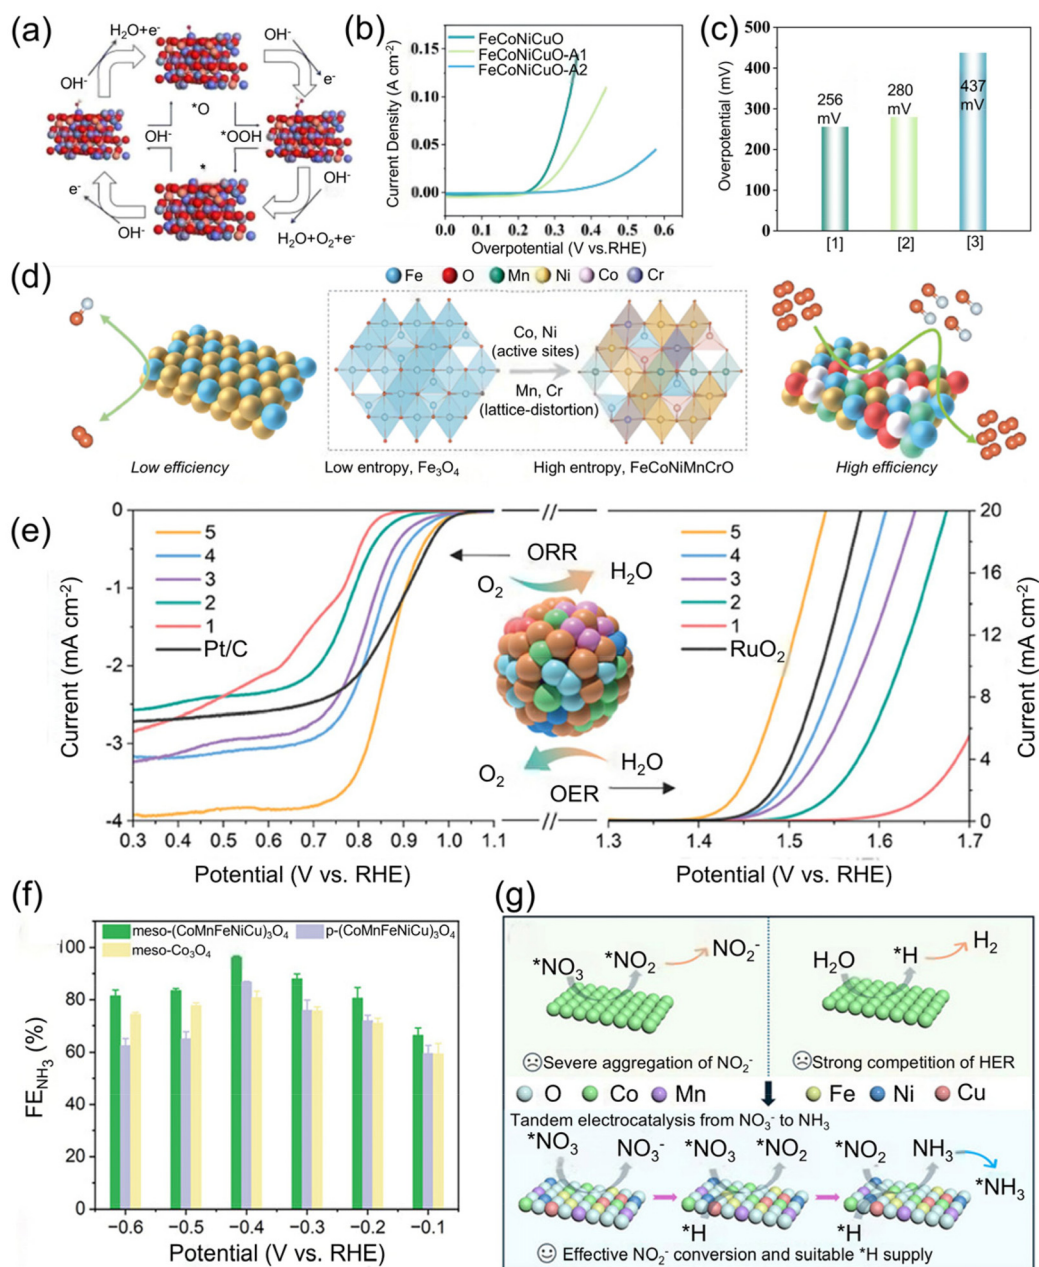 (a)
H₂O+e⁻
OH⁻
OH⁻
e⁻
*O
OH⁻
*OOH
*
e⁻
OH⁻
OH⁻
H₂O+O₂+e⁻
(b)
FeCoNiCuO
FeCoNiCuO-A1
FeCoNiCuO-A2
Current Density (A cm⁻²)
0.15
0.10
0.05
0.00
0.0 0.1 0.2 0.3 0.4 0.5 0.6
Overpotential (V vs.RHE)
(c)
Overpotential (mV)
500
400
300
200
100
0
256 mV
280 mV
437 mV
[1] [2] [3]
(d)
Fe O Mn Ni Co Cr
Co, Ni
(active sites)
Mn, Cr
(lattice-distortion)
Low efficiency
Low entropy, Fe₃O₄
High entropy, FeCoNiMnCrO
High efficiency
(e)
Current (mA cm⁻²)
0
-1
-2
-3
-4
5
4
3
2
1
Pt/C
0.3 0.4 0.5 0.6 0.7 0.8 0.9 1.0 1.1
Potential (V vs. RHE)
//
ORR
O₂
H₂O
O₂
H₂O
OER
//
5
4
3
2
1
RuO₂
20
16
12
8
4
0
Current (mA cm⁻²)
1.3 1.4 1.5 1.6 1.7
Potential (V vs. RHE)
(f)
meso-(CoMnFeNiCu)₃O₄ p-(CoMnFeNiCu)₃O₄
meso-Co₃O₄
FE_NH₃ (%)
100
80
60
40
20
0
−0.6 −0.5 −0.4 −0.3 −0.2 −0.1
Potential (V vs. RHE)
(g)
*NO₃
*NO₂
NO₂⁻
H₂O
*H
H₂
Severe aggregation of NO₂⁻
Strong competition of HER
O Co Mn Fe Ni Cu
Tandem electrocatalysis from NO₃⁻ to NH₃
*NO₃ NO₃⁻ *NO₃ *NO₂ *NO₂ NH₃
*NH₃
*H *H
Effective NO₂⁻ conversion and suitable *H supply